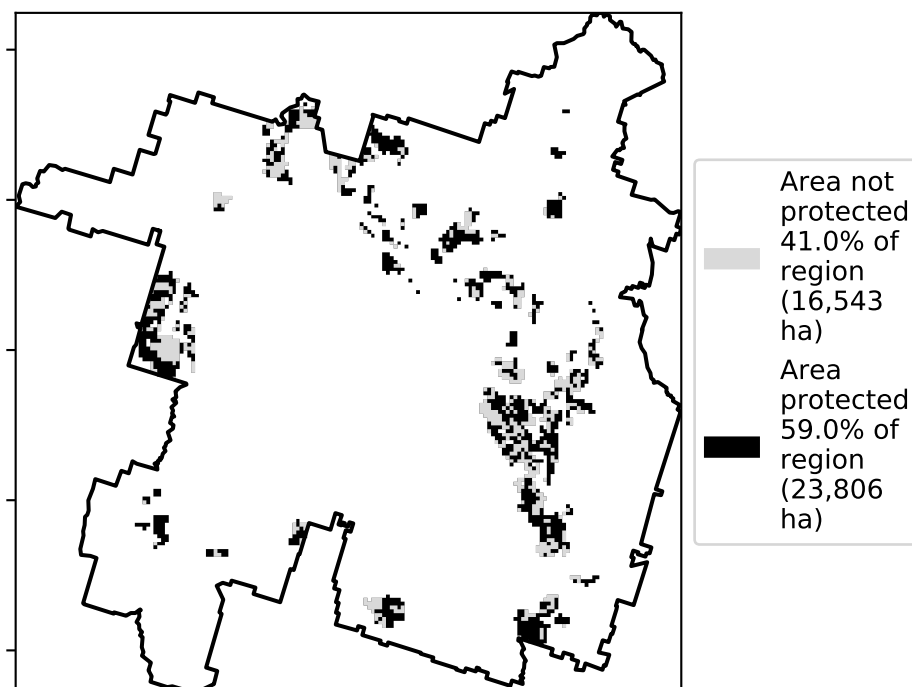 Area not
protected
41.0% of
region
(16,543
ha)
Area
protected
59.0% of
region
(23,806
ha)